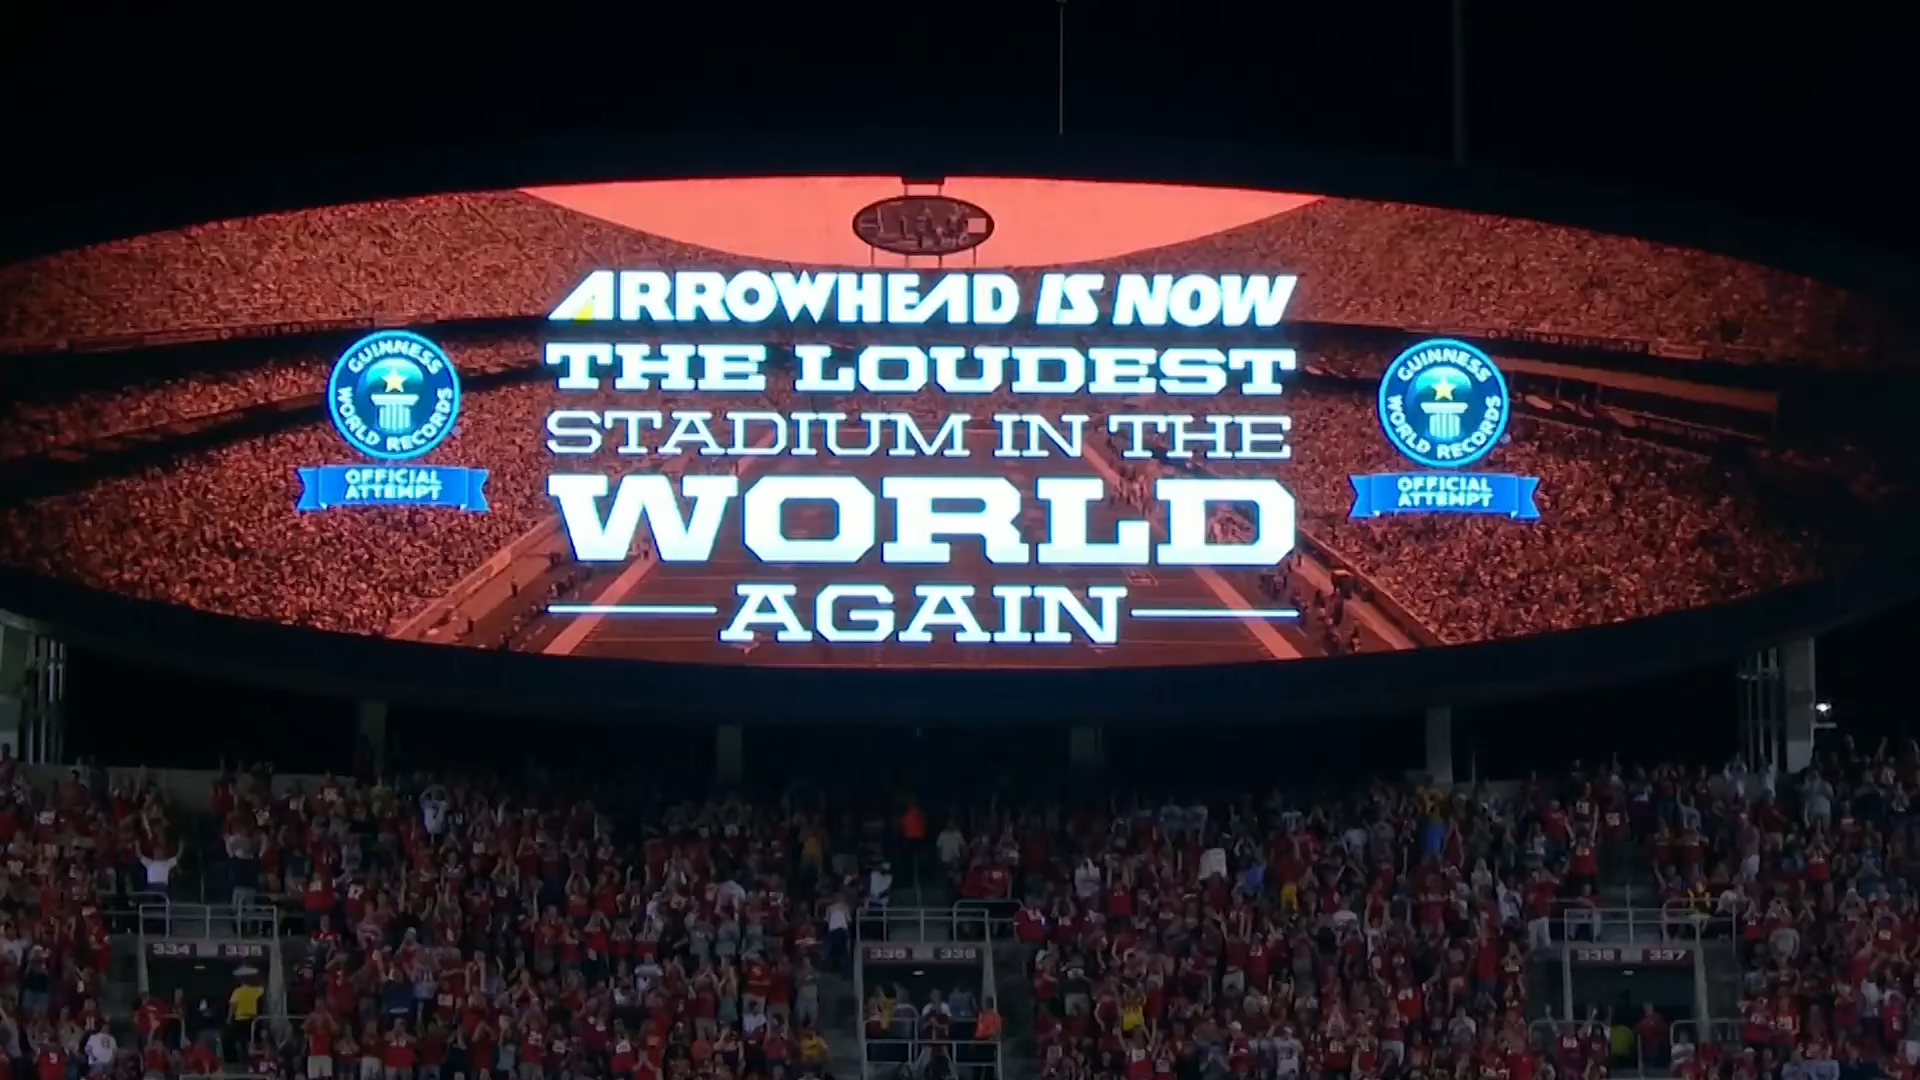 ARROWHEAD IS NOW
THE LOUDEST
STADIUM IN THE
WORLD
AGAIN
GUINNESS
WORLD RECORDS
OFFICIAL
ATTEMPT
GUINNESS
WORLD RECORDS
OFFICIAL
ATTEMPT
334 335
336 337